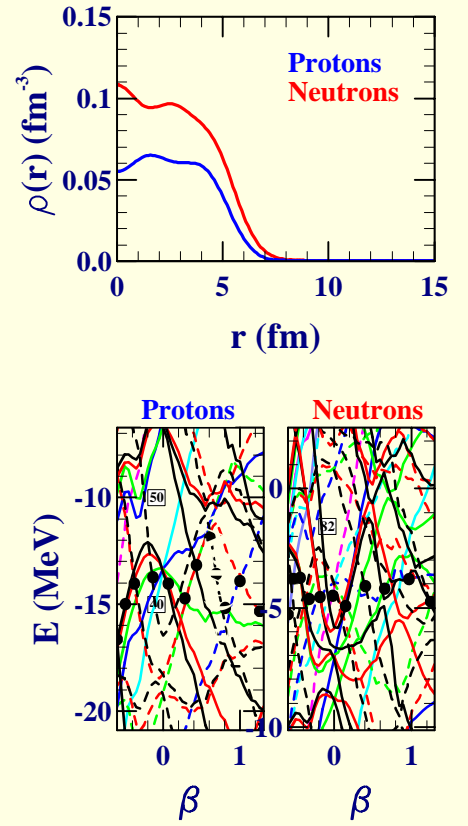 ρ(r) (fm⁻³)
0.15
0.1
0.05
0.0
Protons
Neutrons
0 5 10 15
r (fm)
Protons Neutrons
E (MeV)
-10
-15
-20
50
40
0
-5
-10
82
0 1 0 1
β β